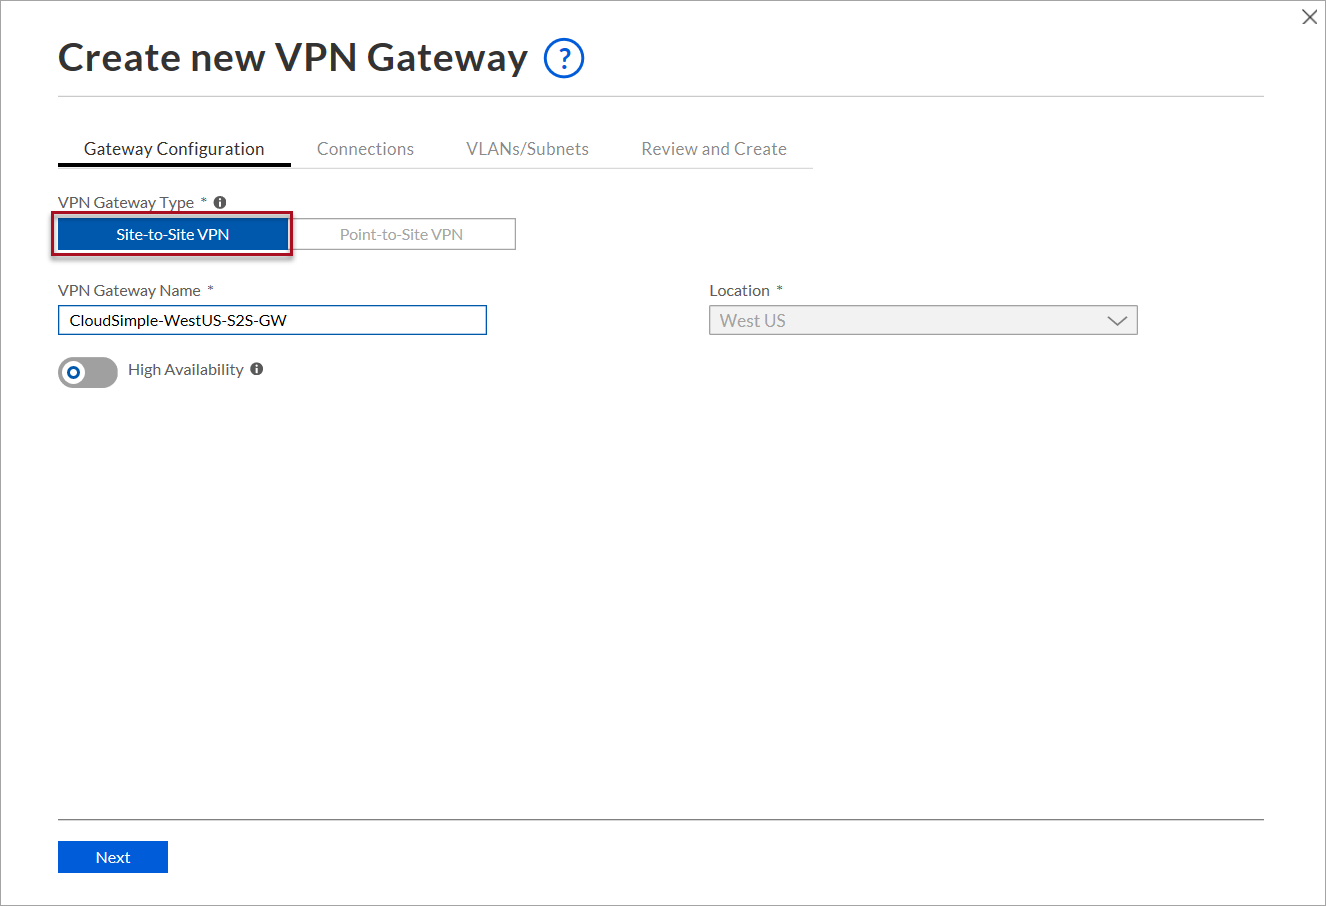 Create new VPN Gateway ?
Gateway Configuration Connections VLANs/Subnets Review and Create
VPN Gateway Type *
Site-to-Site VPN Point-to-Site VPN
VPN Gateway Name * Location *
CloudSimple-WestUS-S2S-GW West US
High Availability
Next